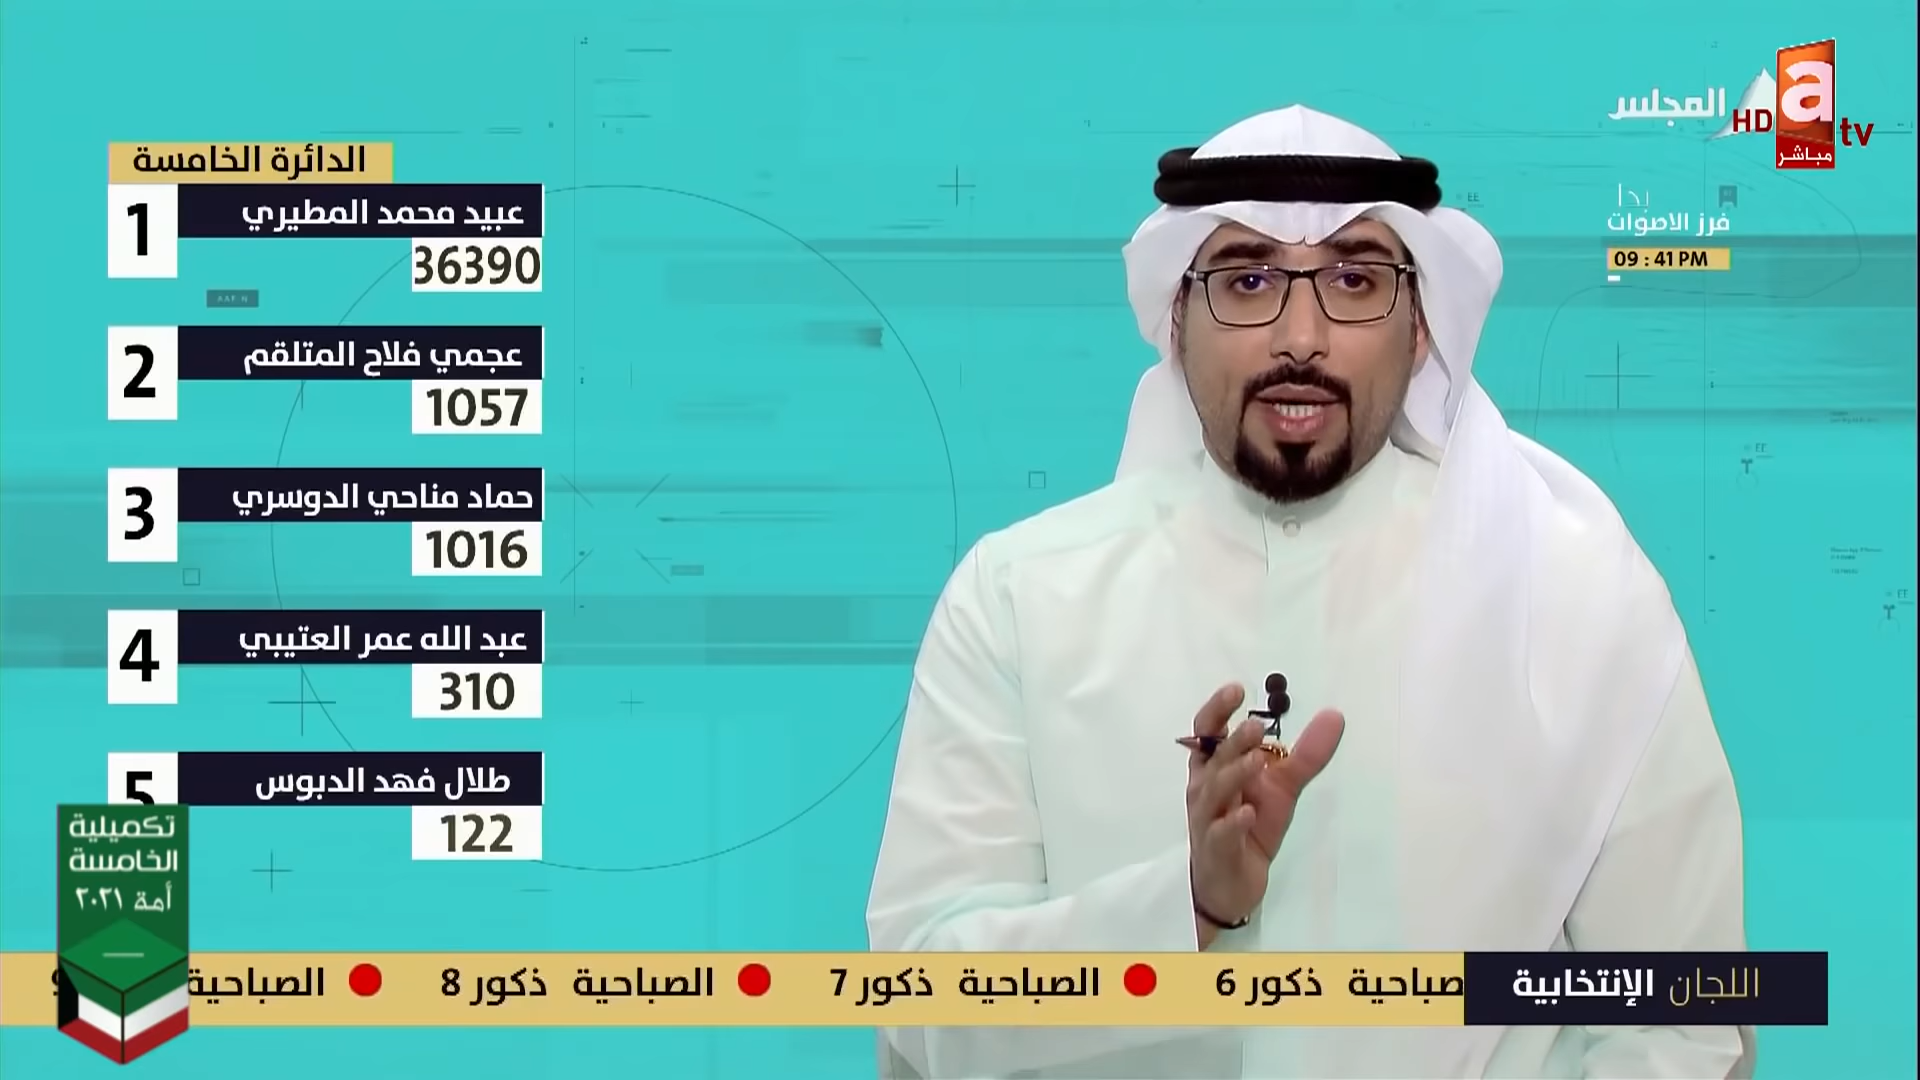 المجلس
HD
a
tv
مباشر
بدا
فرز الاصوات
09 : 41 PM
الدائرة الخامسة
1
عبيد محمد المطيري
36390
2
عجمي فلاح المتلقم
1057
3
حماد مناحي الدوسري
1016
4
عبد الله عمر العتيبي
310
5
طلال فهد الدبوس
122
تكميلية
الخامسة
أمة ٢٠٢١
اللجان الإنتخابية
صباحية ذكور 6 الصباحية ذكور 7 الصباحية ذكور 8 الصباحية 9